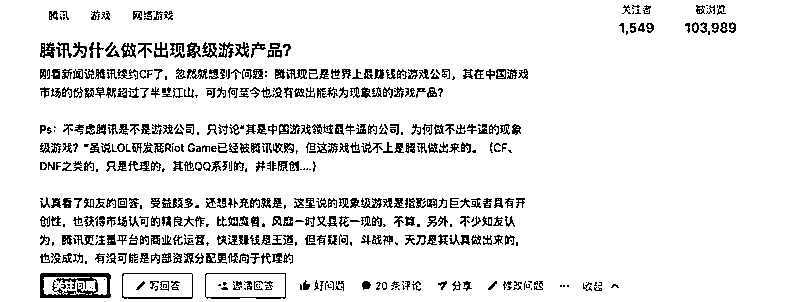 腾讯 游戏 网络游戏
关注者 被浏览
1,549 103,989
腾讯为什么做不出现象级游戏产品?
刚看新闻说腾讯续约CF了,忽然就想到个问题:腾讯现已是世界上最赚钱的游戏公司,其在中国游戏
市场的份额早就超过了半壁江山,可为何至今也没有做出能称为现象级的游戏产品?
Ps:不考虑腾讯是不是游戏公司,只讨论“其是中国游戏领域最牛逼的公司,为何做不出牛逼的现象
级游戏?”虽说LOL研发商Riot Game已经被腾讯收购,但这游戏也说不上是腾讯做出来的。(CF、
DNF之类的,只是代理的,其他QQ系列的,并非原创....)
认真看了知友的回答,受益颇多。还想补充的就是,这里说的现象级游戏是指影响力巨大或者具有开
创性,也获得市场认可的精良大作,比如魔兽。风靡一时又昙花一现的,不算。另外,不少知友认
为,腾讯更注重平台的商业化运营,快速赚钱是王道,但有疑问,斗战神、天刀是其认真做出来的,
也没成功,有没可能是内部资源分配更倾向于代理的
关注问题 写回答 邀请回答 好问题 20 条评论 分享 修改问题 ··· 收起